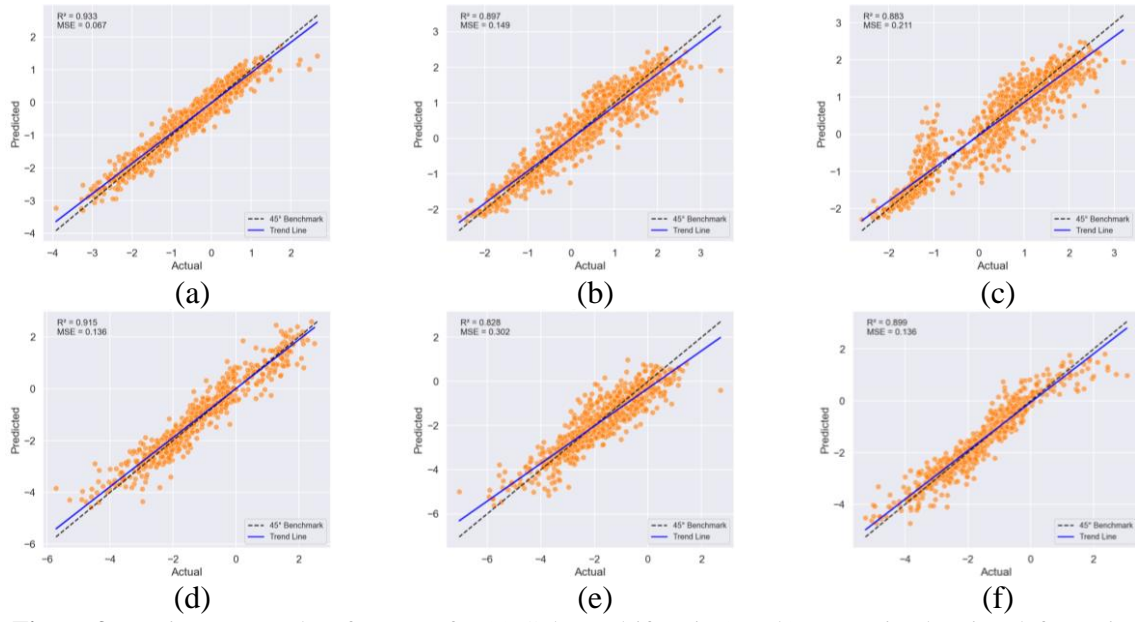 R² = 0.933
MSE = 0.067
2
1
0
−1
−2
−3
−4
Predicted
45° Benchmark
Trend Line
−4 −3 −2 −1 0 1 2
Actual
(a)
R² = 0.897
MSE = 0.149
3
2
1
0
−1
−2
Predicted
45° Benchmark
Trend Line
−2 −1 0 1 2 3
Actual
(b)
R² = 0.883
MSE = 0.211
3
2
1
0
−1
−2
Predicted
45° Benchmark
Trend Line
−2 −1 0 1 2 3
Actual
(c)
R² = 0.915
MSE = 0.136
2
0
−2
−4
−6
Predicted
45° Benchmark
Trend Line
−6 −4 −2 0 2
Actual
(d)
R² = 0.828
MSE = 0.302
2
0
−2
−4
−6
Predicted
45° Benchmark
Trend Line
−6 −4 −2 0 2
Actual
(e)
R² = 0.899
MSE = 0.136
2
0
−2
−4
Predicted
45° Benchmark
Trend Line
−4 −2 0 2
Actual
(f)